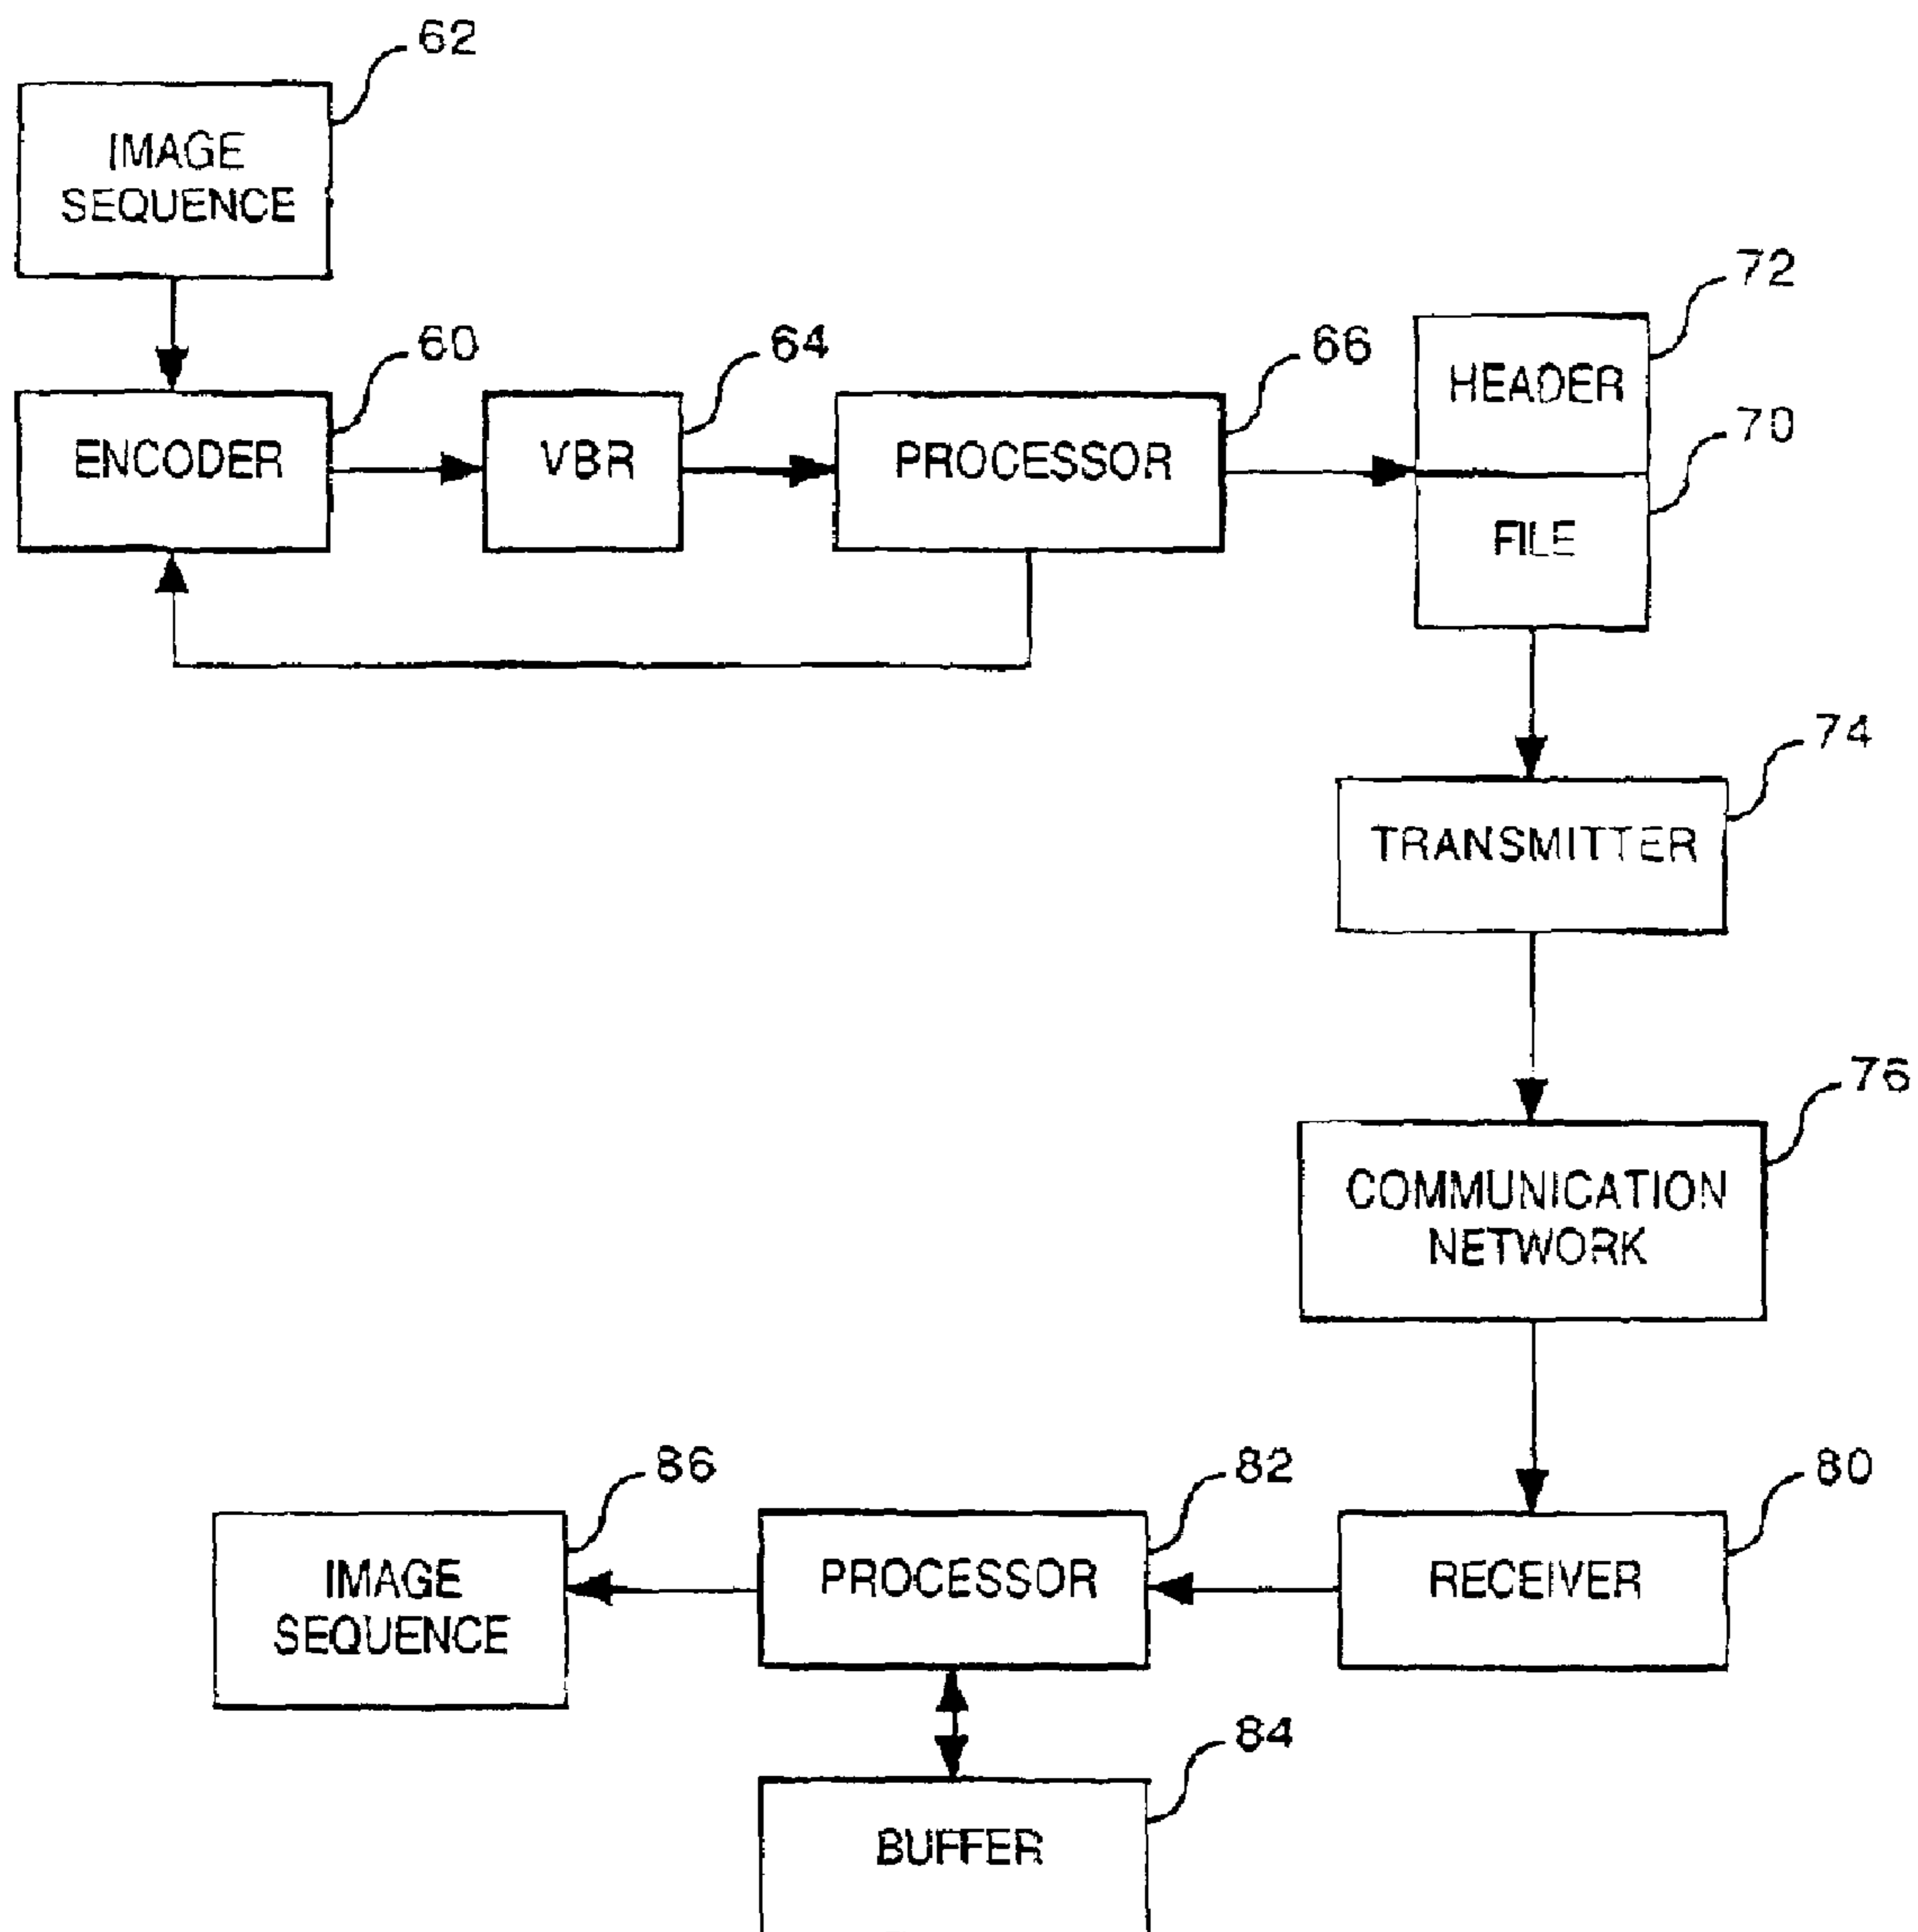 62
IMAGE
SEQUENCE
72
60
64
66
HEADER
70
ENCODER
VBR
PROCESSOR
FILE
74
TRANSMITTER
76
COMMUNICATION
NETWORK
86
82
80
IMAGE
SEQUENCE
PROCESSOR
RECEIVER
84
BUFFER